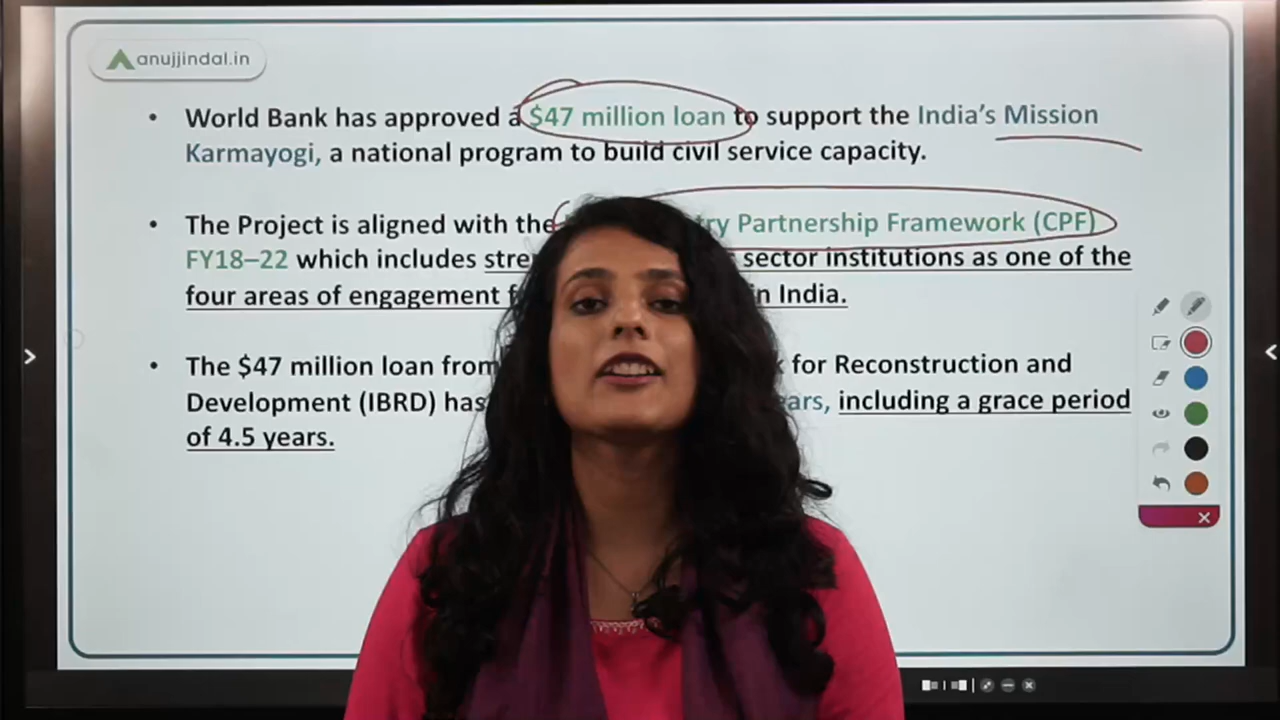 anujjindal.in
• World Bank has approved a $47 million loan to support the India's Mission
Karmayogi, a national program to build civil service capacity.
• The Project is aligned with the Partnership Framework (CPF)
FY18–22 which includes sector institutions as one of the
four areas of engagement in India.
• The $47 million loan from for Reconstruction and
Development (IBRD) has including a grace period
of 4.5 years.